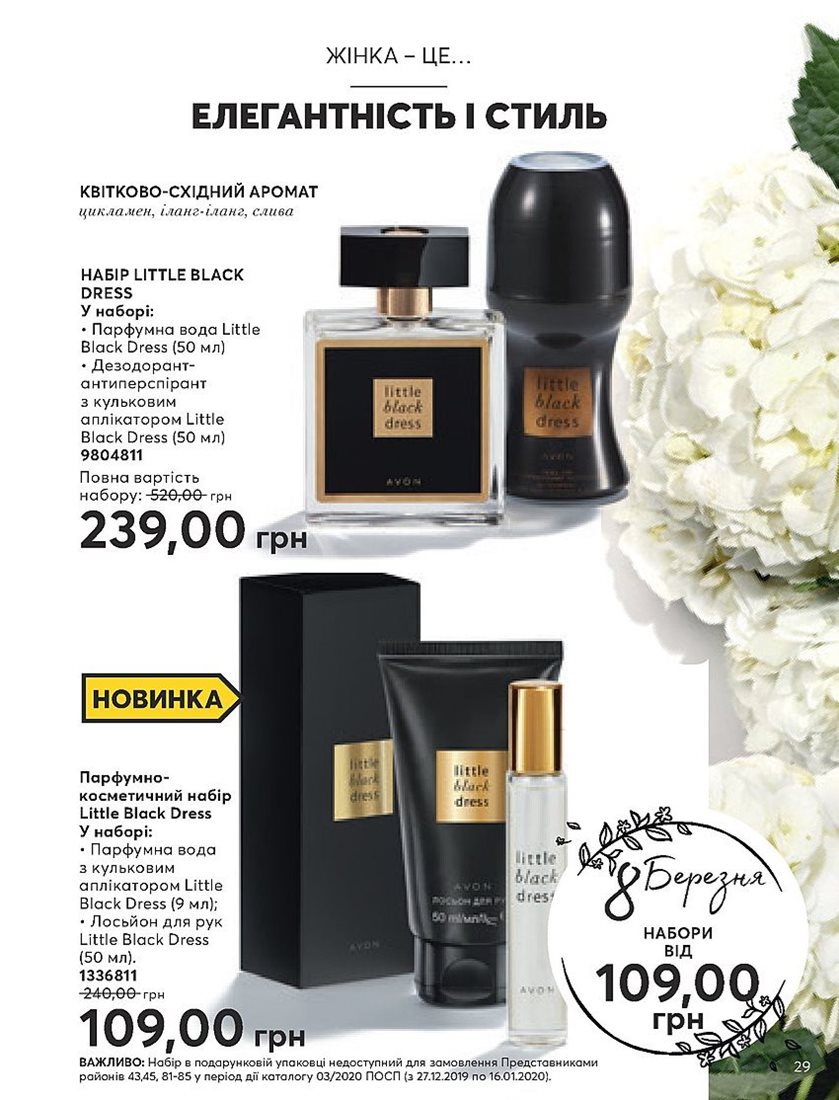 ЖІНКА – ЦЕ...
ЕЛЕГАНТНІСТЬ І СТИЛЬ
КВІТКОВО-СХІДНИЙ АРОМАТ
цикламен, іланг-іланг, слива
НАБІР LITTLE BLACK
DRESS
У наборі:
• Парфумна вода Little
Black Dress (50 мл)
• Дезодорант-
антиперспірант
з кульковим
аплікатором Little
Black Dress (50 мл)
9804811
Повна вартість
набору: 520,00 грн
239,00 грн
little
black
dress
AVON
little
black
dress
AVON
НОВИНКА
Парфумно-
косметичний набір
Little Black Dress
У наборі:
• Парфумна вода
з кульковим
аплікатором Little
Black Dress (9 мл);
• Лосьйон для рук
Little Black Dress
(50 мл).
1336811
240,00 грн
109,00 грн
little
black
dress
AVON
little
black
dress
AVON
ЛОСЬОН ДЛЯ РУ
50 ml/мл/
little
black
dress
AVON
8 Березня
НАБОРИ
ВІД
109,00
грн
ВАЖЛИВО: Набір в подарунковій упаковці недоступний для замовлення Представниками
районів 43,45, 81-85 у період дії каталогу 03/2020 ПОСП (з 27.12.2019 по 16.01.2020).
29